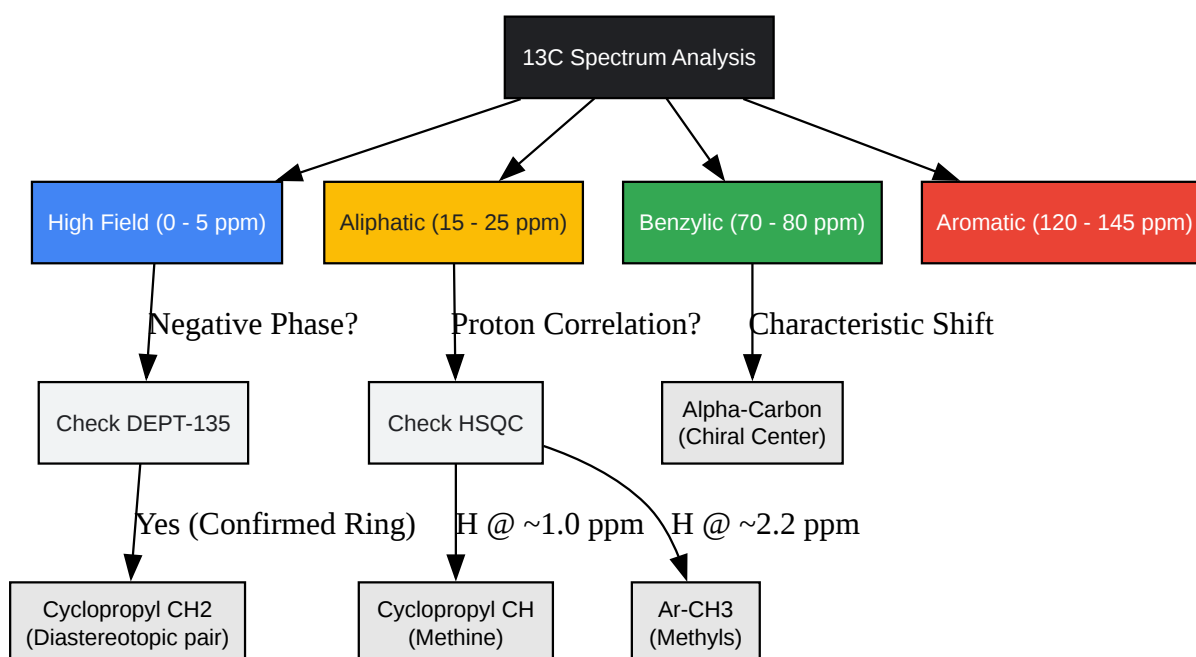 13C Spectrum Analysis
High Field (0 - 5 ppm)
Aliphatic (15 - 25 ppm)
Benzylic (70 - 80 ppm)
Aromatic (120 - 145 ppm)
Negative Phase?
Proton Correlation?
Characteristic Shift
Check DEPT-135
Check HSQC
Alpha-Carbon
(Chiral Center)
Yes (Confirmed Ring)
H @ ~1.0 ppm
H @ ~2.2 ppm
Cyclopropyl CH2
(Diastereotopic pair)
Cyclopropyl CH
(Methine)
Ar-CH3
(Methyls)